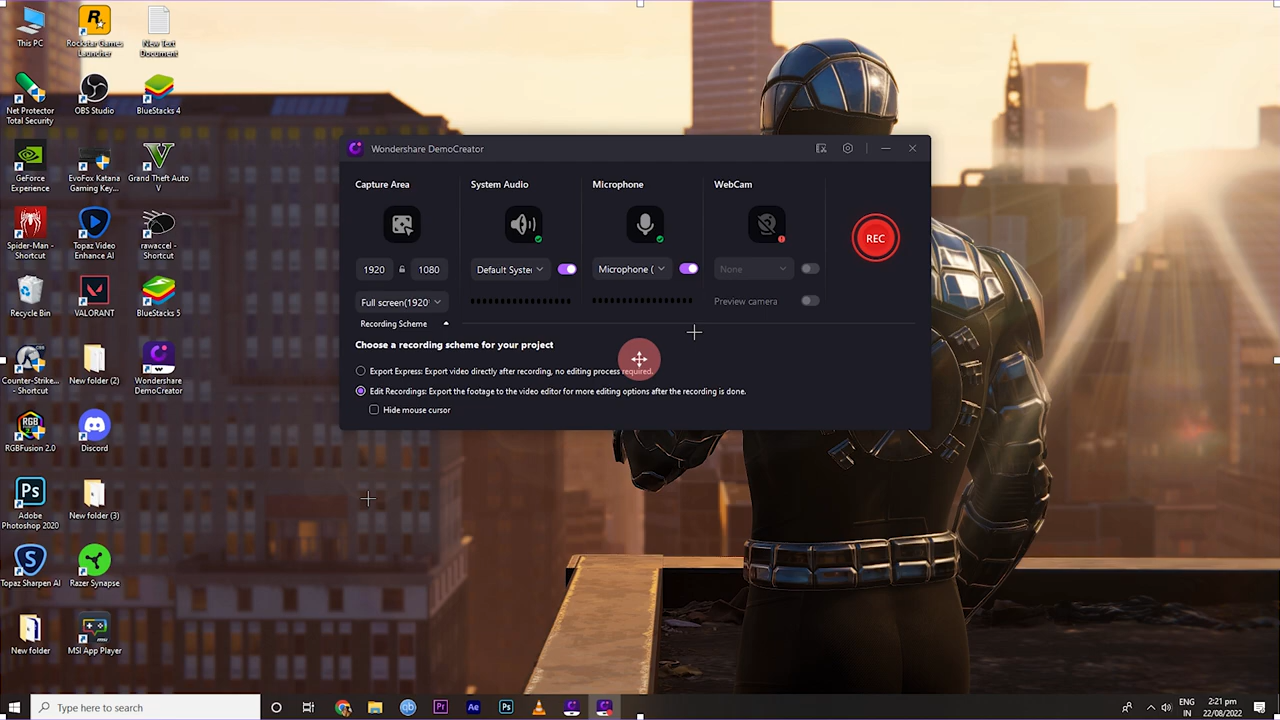 This PC
Rockstar Games
Launcher
New Text
Document
Net Protector
Total Security
OBS Studio
BlueStacks 4
GeForce
Experience
EvoFox Katana
Gaming Key...
Grand Theft Auto
V
Spider-Man -
Shortcut
Topaz Video
Enhance AI
rawaccel -
Shortcut
Recycle Bin
VALORANT
BlueStacks 5
Counter-Strike...
- Shortcut
New folder (2)
Wondershare
DemoCreator
RGB
RGBFusion 2.0
Discord
Ps
Adobe
Photoshop 2020
New folder (3)
S
Topaz Sharpen AI
Razer Synapse
New folder
msi
MSI App Player
Wondershare DemoCreator
Capture Area
System Audio
Microphone
WebCam
REC
1920
1080
Default Syste
Microphone (
None
Full screen(1920*
Preview camera
Recording Scheme
Choose a recording scheme for your project
Export Express: Export video directly after recording, no editing process required.
Edit Recordings: Export the footage to the video editor for more editing options after the recording is done.
Hide mouse cursor
Type here to search
Pr
Ae
Ps
ENG
IN
2:21 pm
22/08/2022